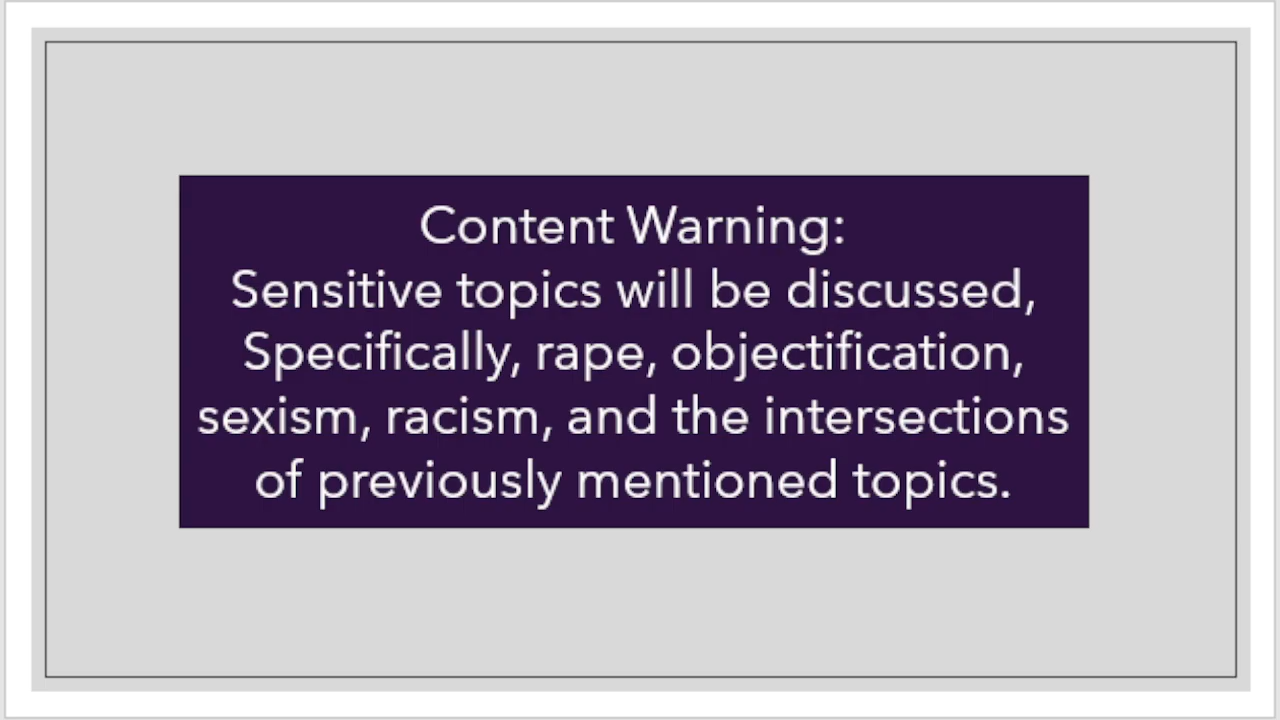 Content Warning:
Sensitive topics will be discussed,
Specifically, rape, objectification,
sexism, racism, and the intersections
of previously mentioned topics.